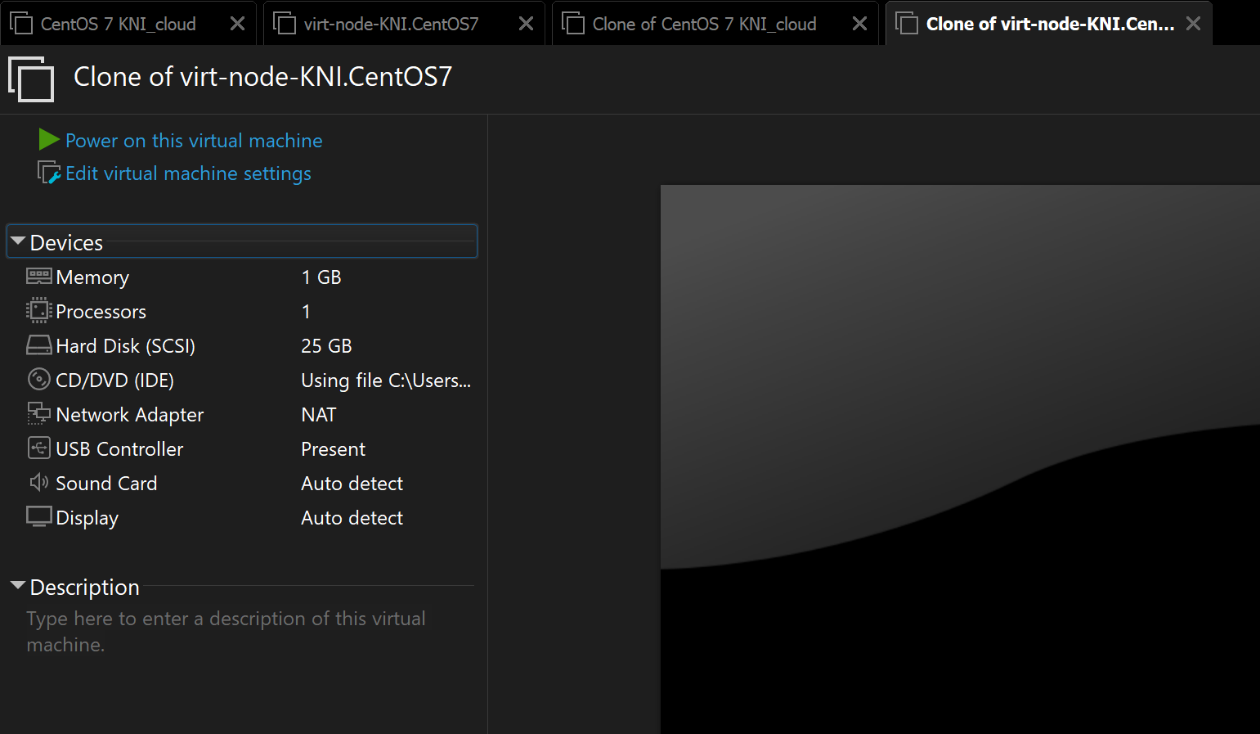 CentOS 7 KNI_cloud
virt-node-KNI.CentOS7
Clone of CentOS 7 KNI_cloud
Clone of virt-node-KNI.Cen...
Clone of virt-node-KNI.CentOS7
Power on this virtual machine
Edit virtual machine settings
Devices
Memory 1 GB
Processors 1
Hard Disk (SCSI) 25 GB
CD/DVD (IDE) Using file C:\Users...
Network Adapter NAT
USB Controller Present
Sound Card Auto detect
Display Auto detect
Description
Type here to enter a description of this virtual
machine.